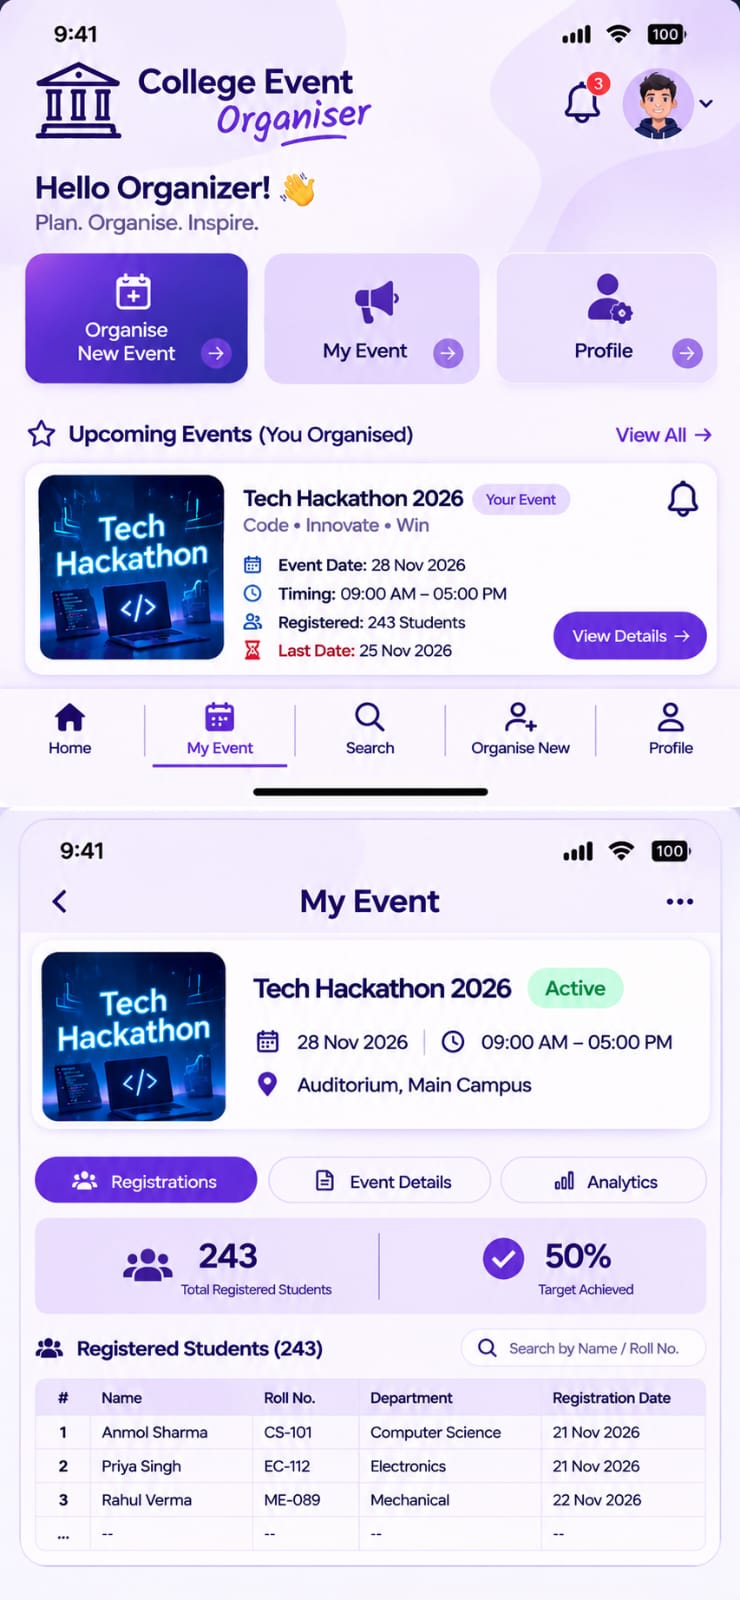 9:41
100
College Event
Organiser
3
Hello Organizer! 👋
Plan. Organise. Inspire.
Organise
New Event
My Event
Profile
Upcoming Events (You Organised)
View All →
Tech
Hackathon
</>
Tech Hackathon 2026
Your Event
Code • Innovate • Win
Event Date: 28 Nov 2026
Timing: 09:00 AM – 05:00 PM
Registered: 243 Students
Last Date: 25 Nov 2026
View Details →
Home
My Event
Search
Organise New
Profile
9:41
100
My Event
Tech
Hackathon
</>
Tech Hackathon 2026
Active
28 Nov 2026
09:00 AM – 05:00 PM
Auditorium, Main Campus
Registrations
Event Details
Analytics
243
Total Registered Students
50%
Target Achieved
Registered Students (243)
Search by Name / Roll No.
# Name Roll No. Department Registration Date
1 Anmol Sharma CS-101 Computer Science 21 Nov 2026
2 Priya Singh EC-112 Electronics 21 Nov 2026
3 Rahul Verma ME-089 Mechanical 22 Nov 2026
... -- -- -- --